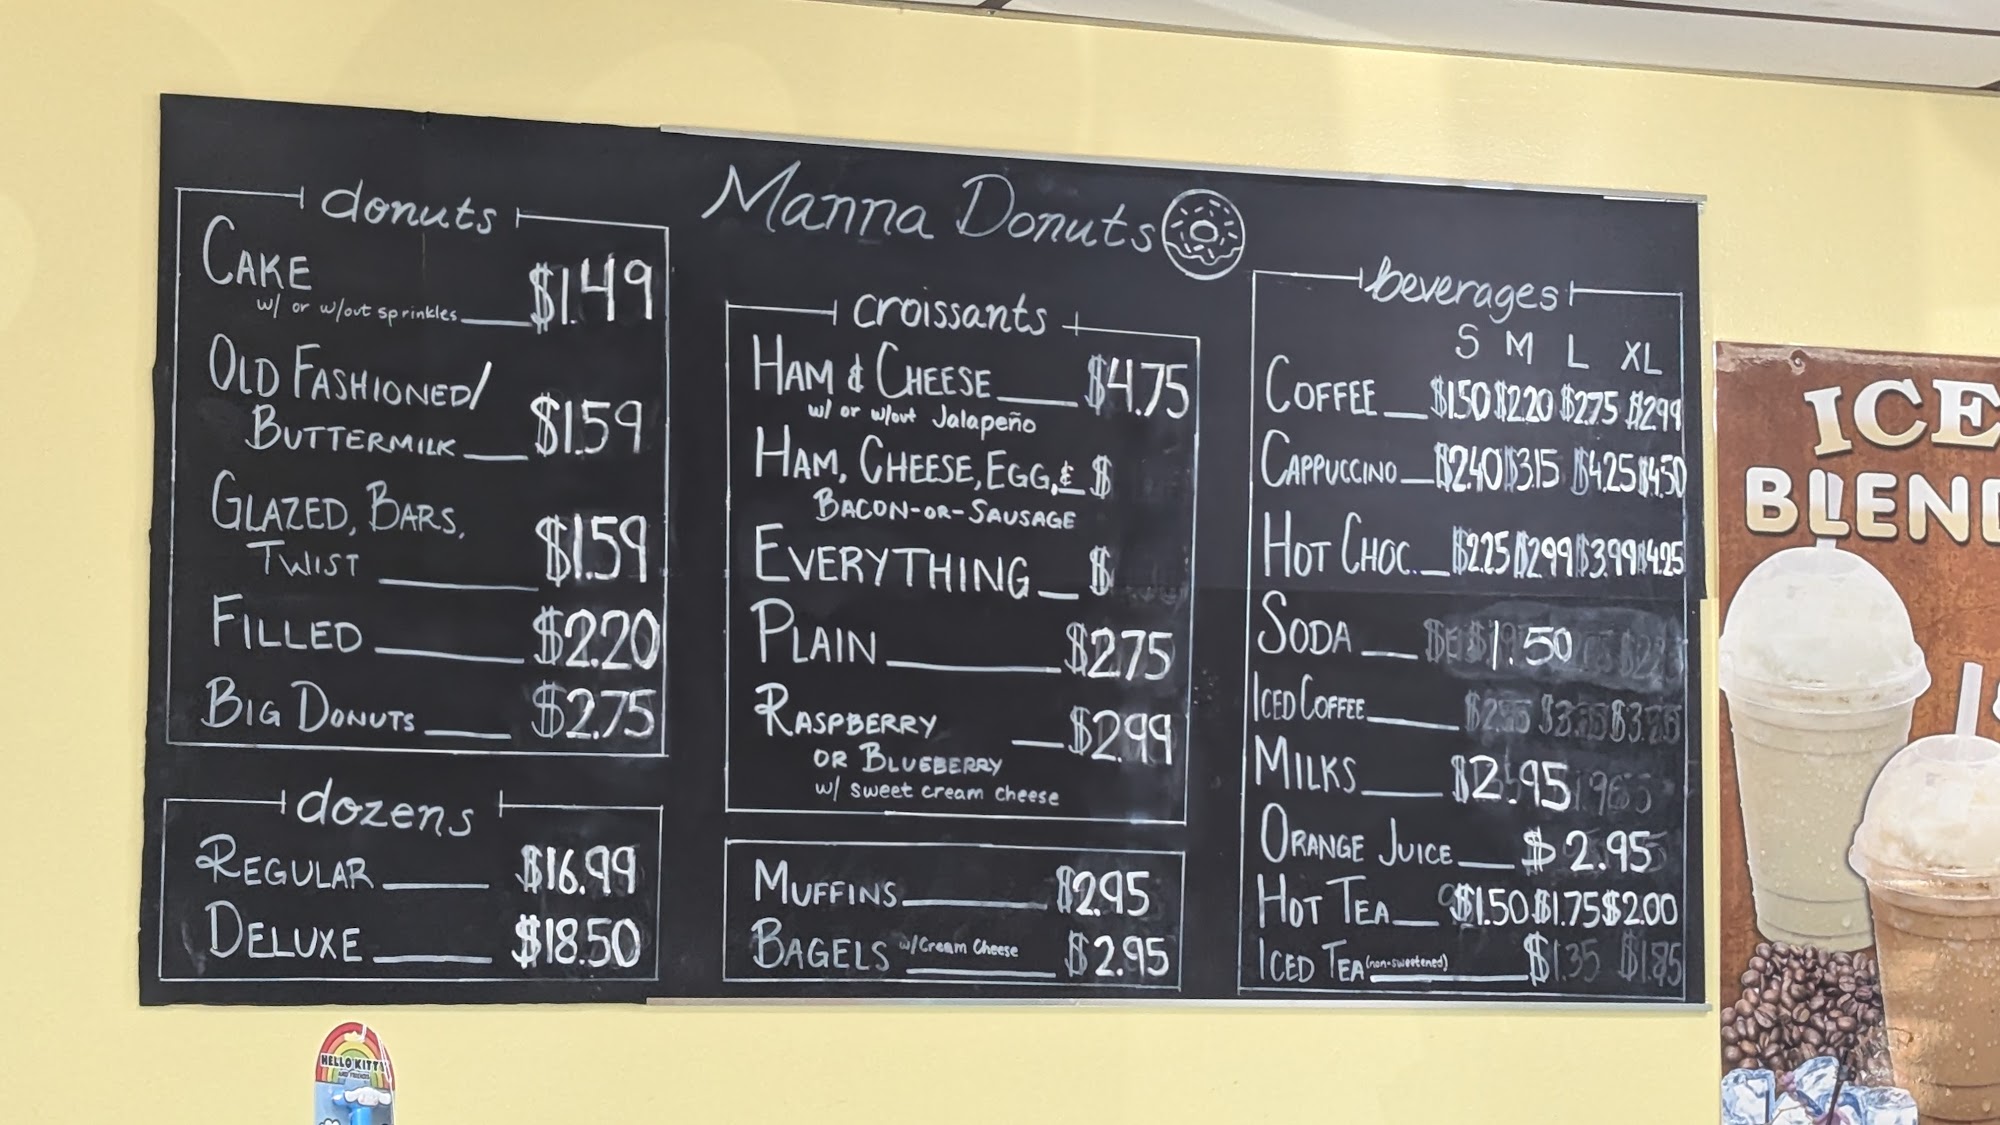 Manna Donuts
donuts
CAKE
w/ or w/out sprinkles $1.49
OLD FASHIONED/
BUTTERMILK $1.59
GLAZED, BARS,
TWIST $1.59
FILLED $2.20
BIG DONUTS $2.75
dozens
REGULAR $16.99
DELUXE $18.50
croissants
HAM & CHEESE $4.75
w/ or w/out Jalapeño
HAM, CHEESE, EGG, & $
BACON-OR-SAUSAGE
EVERYTHING $
PLAIN $2.75
RASPBERRY $2.99
OR BLUEBERRY
w/ sweet cream cheese
MUFFINS $2.95
BAGELS w/Cream Cheese $2.95
beverages
S M L XL
COFFEE $1.50 $2.20 $2.75 $2.99
CAPPUCCINO $2.40 $3.15 $4.25 $4.50
HOT CHOC. $2.25 $2.99 $3.99 $4.25
SODA 1.50
ICED COFFEE
MILKS $2.95
ORANGE JUICE $2.95
HOT TEA $1.50 $1.75 $2.00
ICED TEA (non-sweetened) $1.35 $1.85
ICE
BLEND
HELLO KITTY
AND FRIENDS